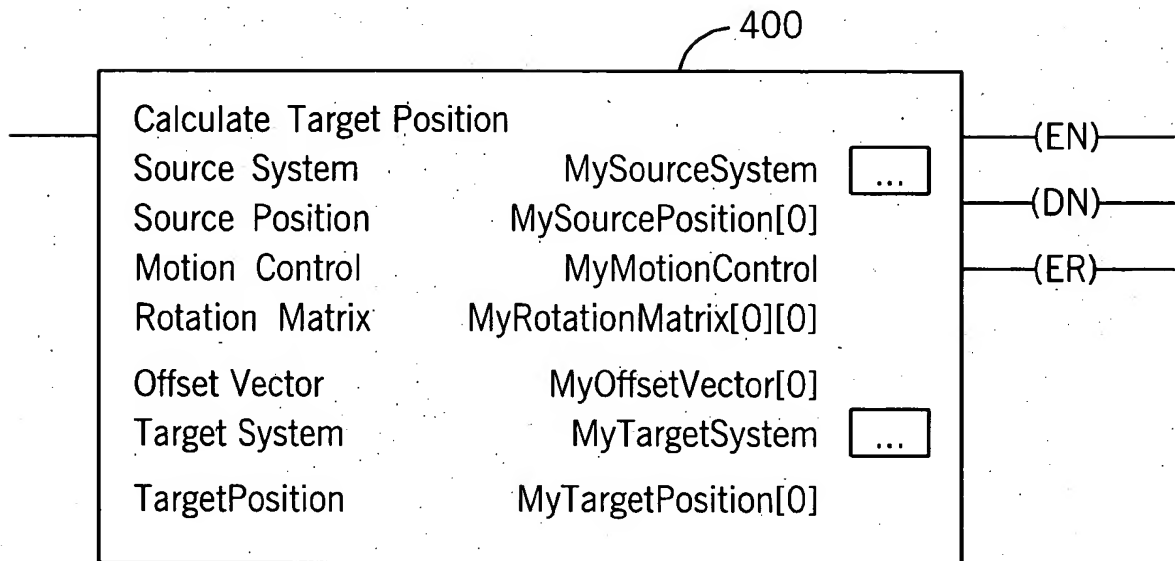 400
Calculate Target Position
(EN)
Source System MySourceSystem ...
(DN)
Source Position MySourcePosition[0]
Motion Control MyMotionControl
(ER)
Rotation Matrix MyRotationMatrix[0][0]
Offset Vector MyOffsetVector[0]
Target System MyTargetSystem ...
TargetPosition MyTargetPosition[0]